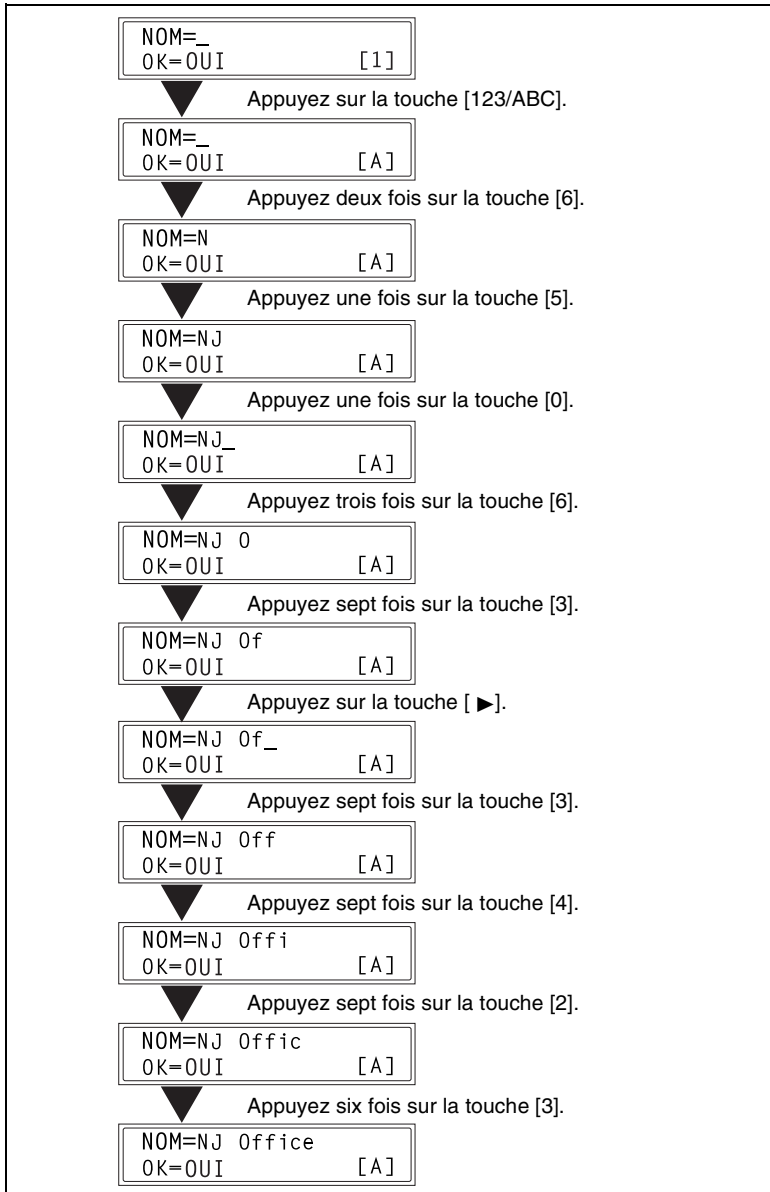 NOM=_
OK=OUI [1]
Appuyez sur la touche [123/ABC].
NOM=_
OK=OUI [A]
Appuyez deux fois sur la touche [6].
NOM=N
OK=OUI [A]
Appuyez une fois sur la touche [5].
NOM=NJ
OK=OUI [A]
Appuyez une fois sur la touche [0].
NOM=NJ_
OK=OUI [A]
Appuyez trois fois sur la touche [6].
NOM=NJ O
OK=OUI [A]
Appuyez sept fois sur la touche [3].
NOM=NJ Of
OK=OUI [A]
Appuyez sur la touche [ ▶].
NOM=NJ Of_
OK=OUI [A]
Appuyez sept fois sur la touche [3].
NOM=NJ Off
OK=OUI [A]
Appuyez sept fois sur la touche [4].
NOM=NJ Offi
OK=OUI [A]
Appuyez sept fois sur la touche [2].
NOM=NJ Offic
OK=OUI [A]
Appuyez six fois sur la touche [3].
NOM=NJ Office
OK=OUI [A]